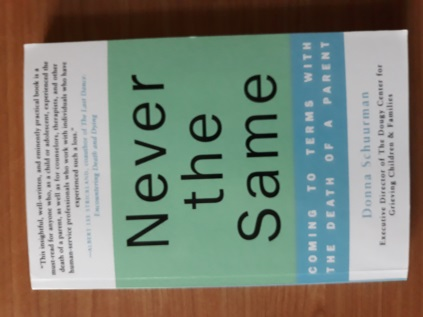 "This insightful, well-written, and eminently practical book is a
must-read for anyone who, as a child or adolescent, experienced the
death of a parent, as well as for counselors, therapists, and other
human-service professionals who work with individuals who have
experienced such a loss."
—ALBERT LEE STRICKLAND, coauthor of The Last Dance:
Encountering Death and Dying
Never
the
Same
COMING TO TERMS WITH
THE DEATH OF A PARENT
Donna Schuurman
Executive Director of The Dougy Center for
Grieving Children & Families